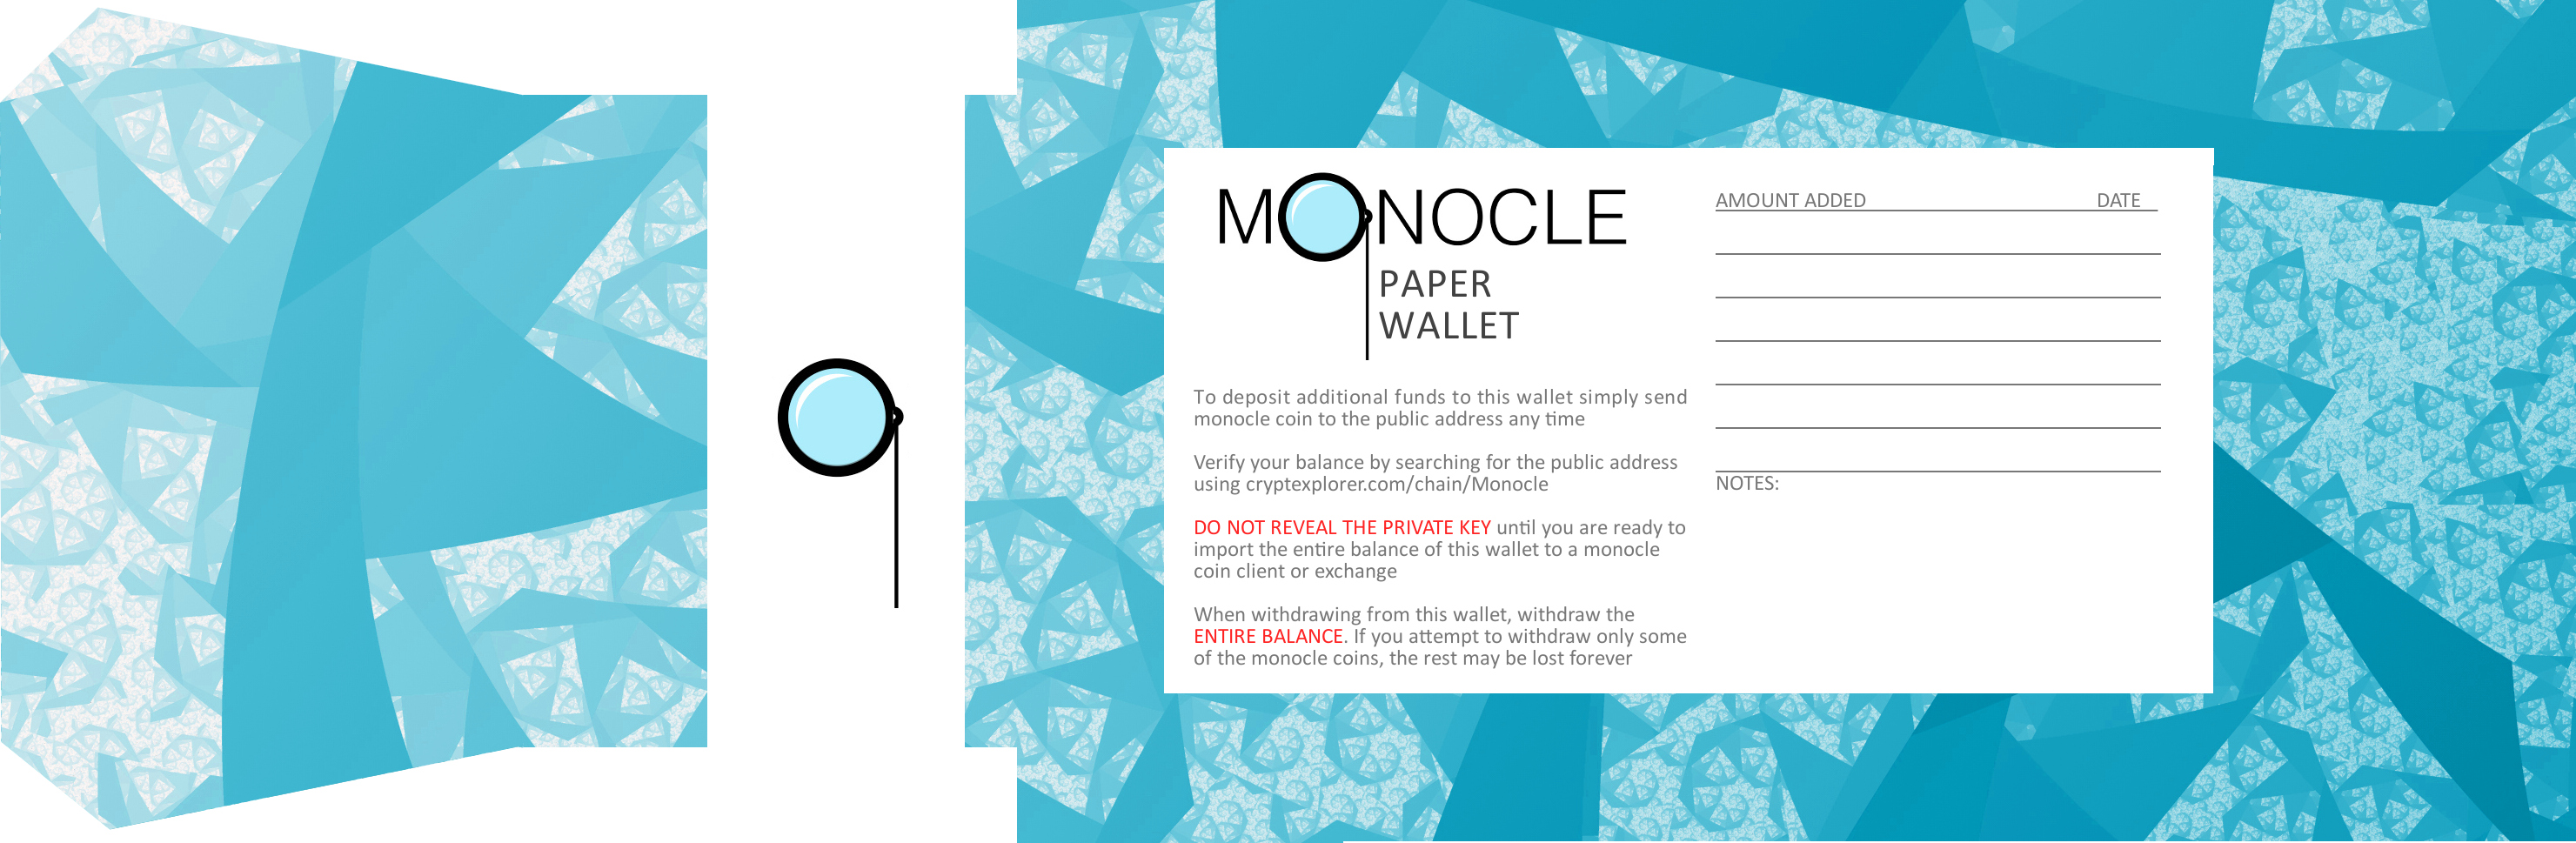 MONOCLE
PAPER
WALLET
To deposit additional funds to this wallet simply send
monocle coin to the public address any time
Verify your balance by searching for the public address
using cryptexplorer.com/chain/Monocle
DO NOT REVEAL THE PRIVATE KEY until you are ready to
import the entire balance of this wallet to a monocle
coin client or exchange
When withdrawing from this wallet, withdraw the
ENTIRE BALANCE. If you attempt to withdraw only some
of the monocle coins, the rest may be lost forever
AMOUNT ADDED DATE
NOTES: